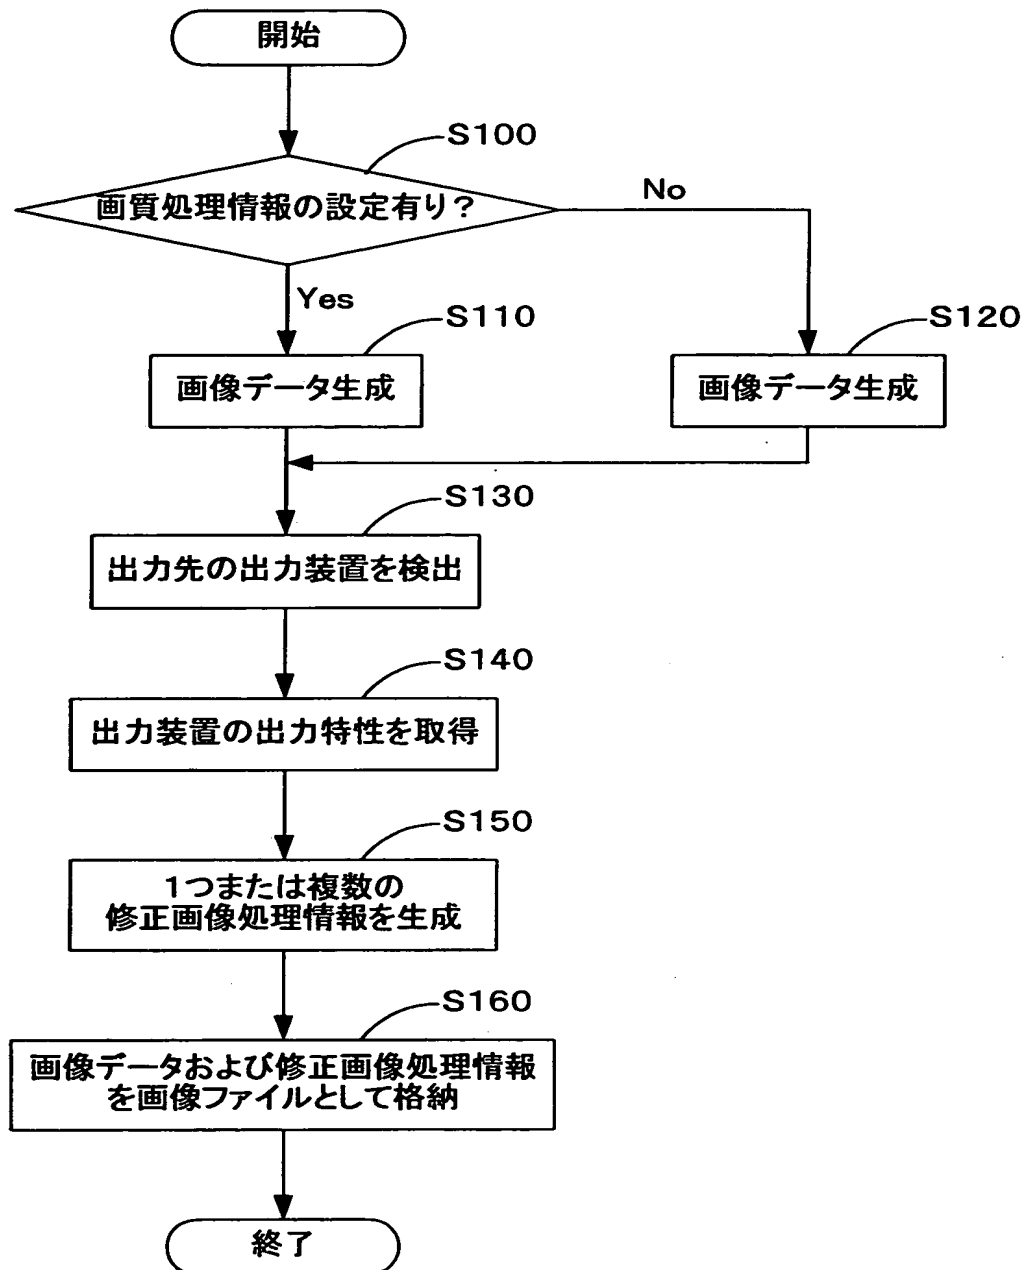 開始
S100
画質処理情報の設定有り?
No
Yes
S110
S120
画像データ生成
画像データ生成
S130
出力先の出力装置を検出
S140
出力装置の出力特性を取得
S150
1つまたは複数の
修正画像処理情報を生成
S160
画像データおよび修正画像処理情報
を画像ファイルとして格納
終了